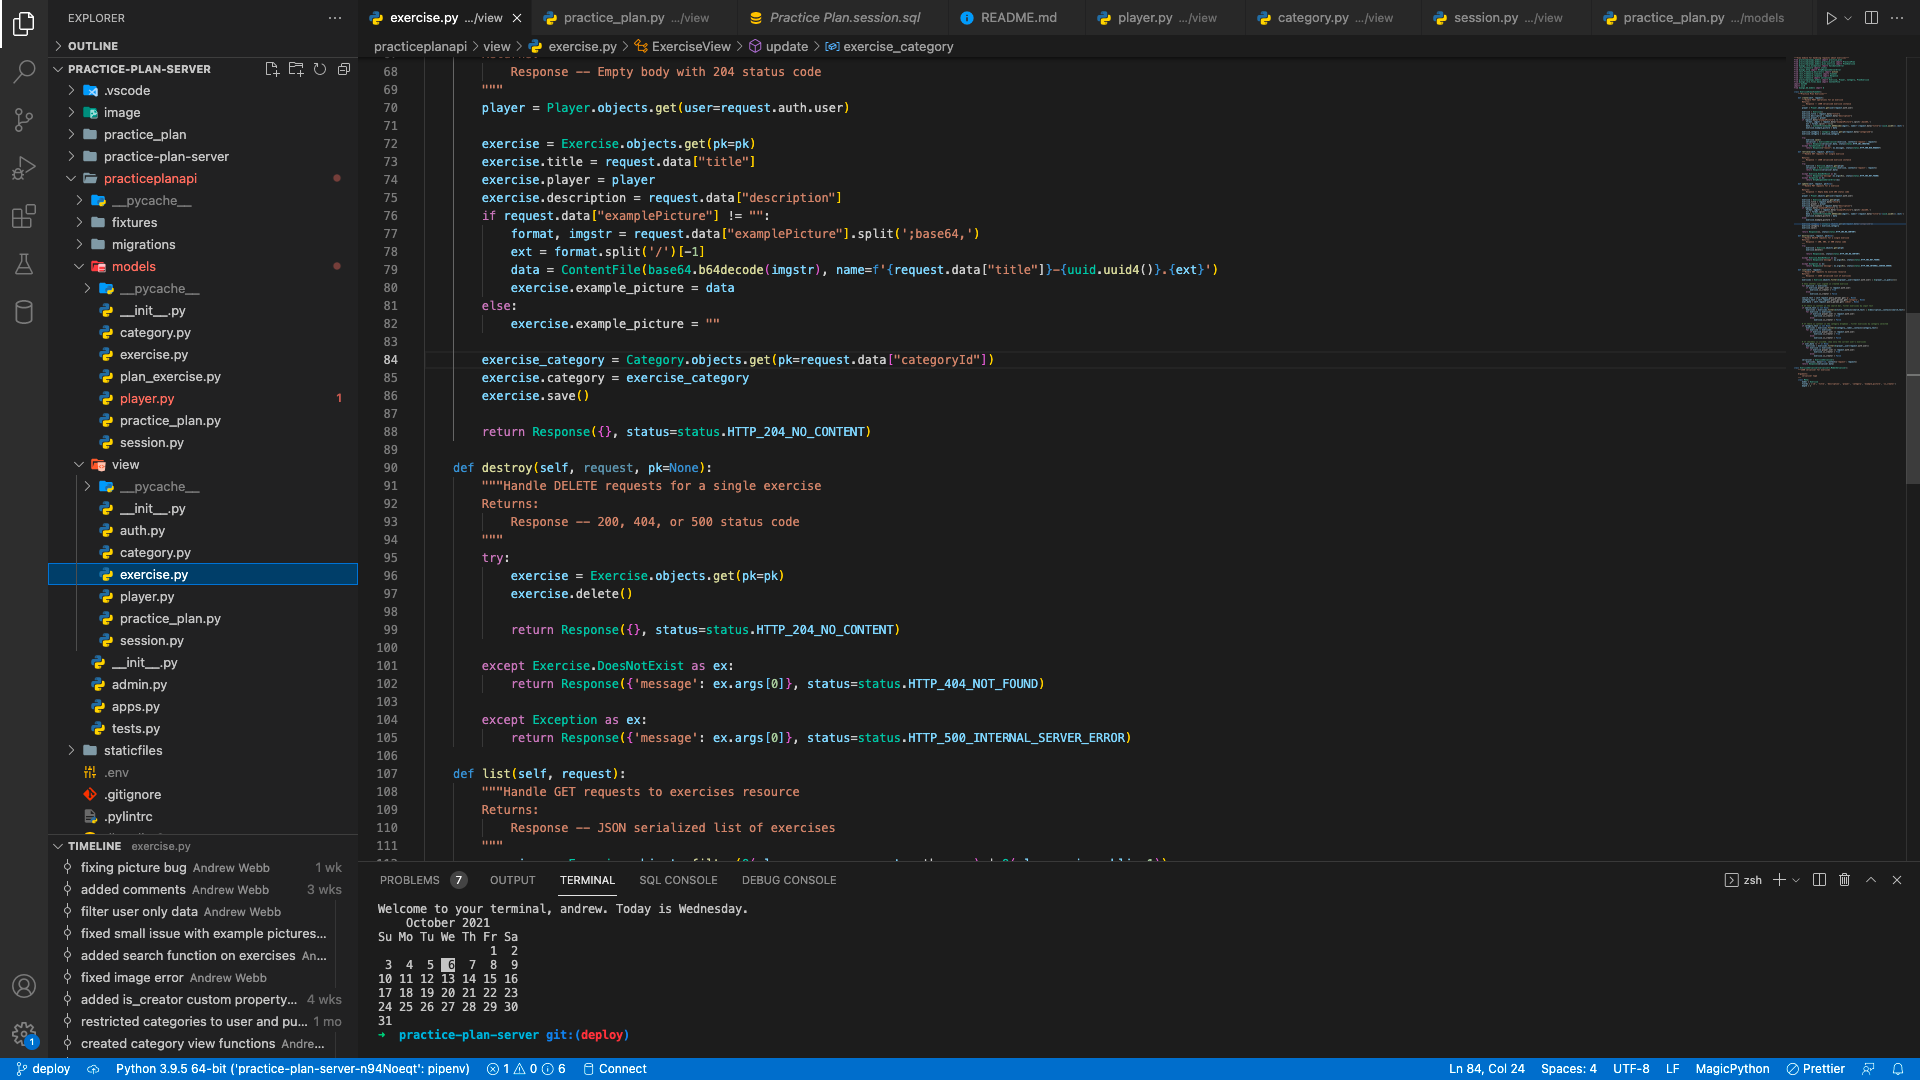 EXPLORER
OUTLINE
PRACTICE-PLAN-SERVER
.vscode
image
practice_plan
practice-plan-server
practiceplanapi
__pycache__
fixtures
migrations
models
__pycache__
__init__.py
category.py
exercise.py
plan_exercise.py
player.py 1
practice_plan.py
session.py
view
__pycache__
__init__.py
auth.py
category.py
exercise.py
player.py
practice_plan.py
session.py
__init__.py
admin.py
apps.py
tests.py
staticfiles
.env
.gitignore
.pylintrc
TIMELINE exercise.py
fixing picture bug Andrew Webb 1 wk
added comments Andrew Webb 3 wks
filter user only data Andrew Webb
fixed small issue with example pictures...
added search function on exercises An...
fixed image error Andrew Webb
added is_creator custom property... 4 wks
restricted categories to user and pu... 1 mo
created category view functions Andre...
exercise.py .../view practice_plan.py .../view Practice Plan.session.sql README.md player.py .../view category.py .../view session.py .../view practice_plan.py .../models
practiceplanapi > view > exercise.py > ExerciseView > update > exercise_category
68 Response -- Empty body with 204 status code
69 """
70 player = Player.objects.get(user=request.auth.user)
71
72 exercise = Exercise.objects.get(pk=pk)
73 exercise.title = request.data["title"]
74 exercise.player = player
75 exercise.description = request.data["description"]
76 if request.data["examplePicture"] != "":
77 format, imgstr = request.data["examplePicture"].split(';base64,')
78 ext = format.split('/')[-1]
79 data = ContentFile(base64.b64decode(imgstr), name=f'{request.data["title"]}-{uuid.uuid4()}.{ext}')
80 exercise.example_picture = data
81 else:
82 exercise.example_picture = ""
83
84 exercise_category = Category.objects.get(pk=request.data["categoryId"])
85 exercise.category = exercise_category
86 exercise.save()
87
88 return Response({}, status=status.HTTP_204_NO_CONTENT)
89
90 def destroy(self, request, pk=None):
91 """Handle DELETE requests for a single exercise
92 Returns:
93 Response -- 200, 404, or 500 status code
94 """
95 try:
96 exercise = Exercise.objects.get(pk=pk)
97 exercise.delete()
98
99 return Response({}, status=status.HTTP_204_NO_CONTENT)
100
101 except Exercise.DoesNotExist as ex:
102 return Response({'message': ex.args[0]}, status=status.HTTP_404_NOT_FOUND)
103
104 except Exception as ex:
105 return Response({'message': ex.args[0]}, status=status.HTTP_500_INTERNAL_SERVER_ERROR)
106
107 def list(self, request):
108 """Handle GET requests to exercises resource
109 Returns:
110 Response -- JSON serialized list of exercises
111 """
PROBLEMS 7 OUTPUT TERMINAL SQL CONSOLE DEBUG CONSOLE zsh
Welcome to your terminal, andrew. Today is Wednesday.
October 2021
Su Mo Tu We Th Fr Sa
1 2
3 4 5 6 7 8 9
10 11 12 13 14 15 16
17 18 19 20 21 22 23
24 25 26 27 28 29 30
31
➜ practice-plan-server git:(deploy)
1
deploy Python 3.9.5 64-bit ('practice-plan-server-n94Noeqt': pipenv) 1 0 6 Connect Ln 84, Col 24 Spaces: 4 UTF-8 LF MagicPython Prettier